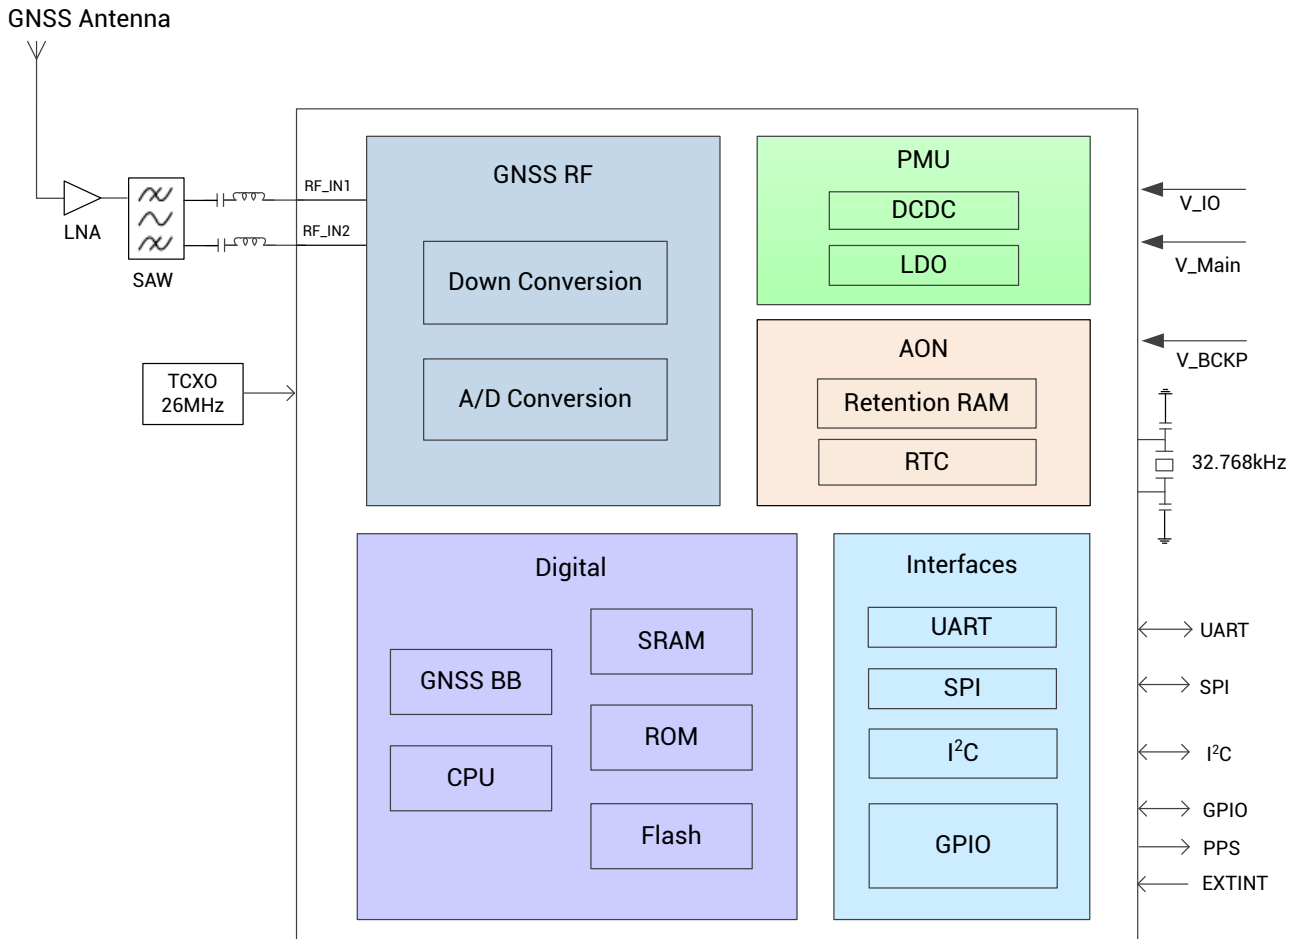 GNSS Antenna
LNA
SAW
RF_IN1
RF_IN2
TCXO
26MHz
GNSS RF
Down Conversion
A/D Conversion
PMU
DCDC
LDO
AON
Retention RAM
RTC
V_IO
V_Main
V_BCKP
32.768kHz
Digital
GNSS BB
CPU
SRAM
ROM
Flash
Interfaces
UART
SPI
I²C
GPIO
UART
SPI
I²C
GPIO
PPS
EXTINT